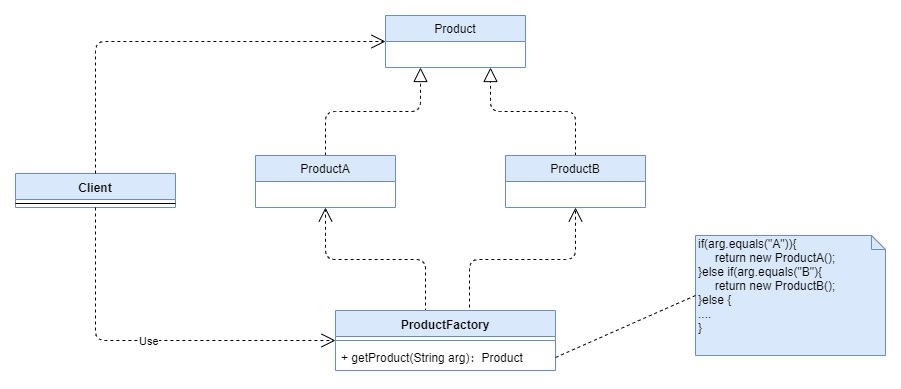 Product
ProductA
ProductB
Client
if(arg.equals("A")){
return new ProductA();
}else if(arg.equals("B"){
return new ProductB();
}else {
....
}
ProductFactory
Use
+ getProduct(String arg)：Product